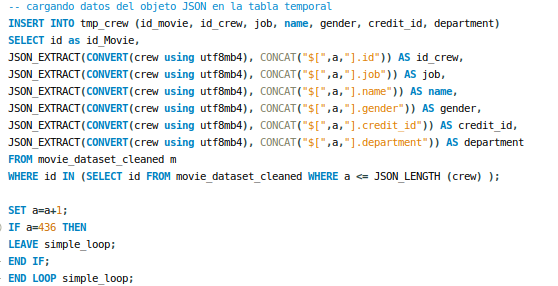 -- cargando datos del objeto JSON en la tabla temporal
INSERT INTO tmp_crew (id_movie, id_crew, job, name, gender, credit_id, department)
SELECT id as id_Movie,
JSON_EXTRACT(CONVERT(crew using utf8mb4), CONCAT("$[",a,"].id")) AS id_crew,
JSON_EXTRACT(CONVERT(crew using utf8mb4), CONCAT("$[",a,"].job")) AS job,
JSON_EXTRACT(CONVERT(crew using utf8mb4), CONCAT("$[",a,"].name")) AS name,
JSON_EXTRACT(CONVERT(crew using utf8mb4), CONCAT("$[",a,"].gender")) AS gender,
JSON_EXTRACT(CONVERT(crew using utf8mb4), CONCAT("$[",a,"].credit_id")) AS credit_id,
JSON_EXTRACT(CONVERT(crew using utf8mb4), CONCAT("$[",a,"].department")) AS department
FROM movie_dataset_cleaned m
WHERE id IN (SELECT id FROM movie_dataset_cleaned WHERE a <= JSON_LENGTH (crew) );
SET a=a+1;
IF a=436 THEN
LEAVE simple_loop;
END IF;
END LOOP simple_loop;